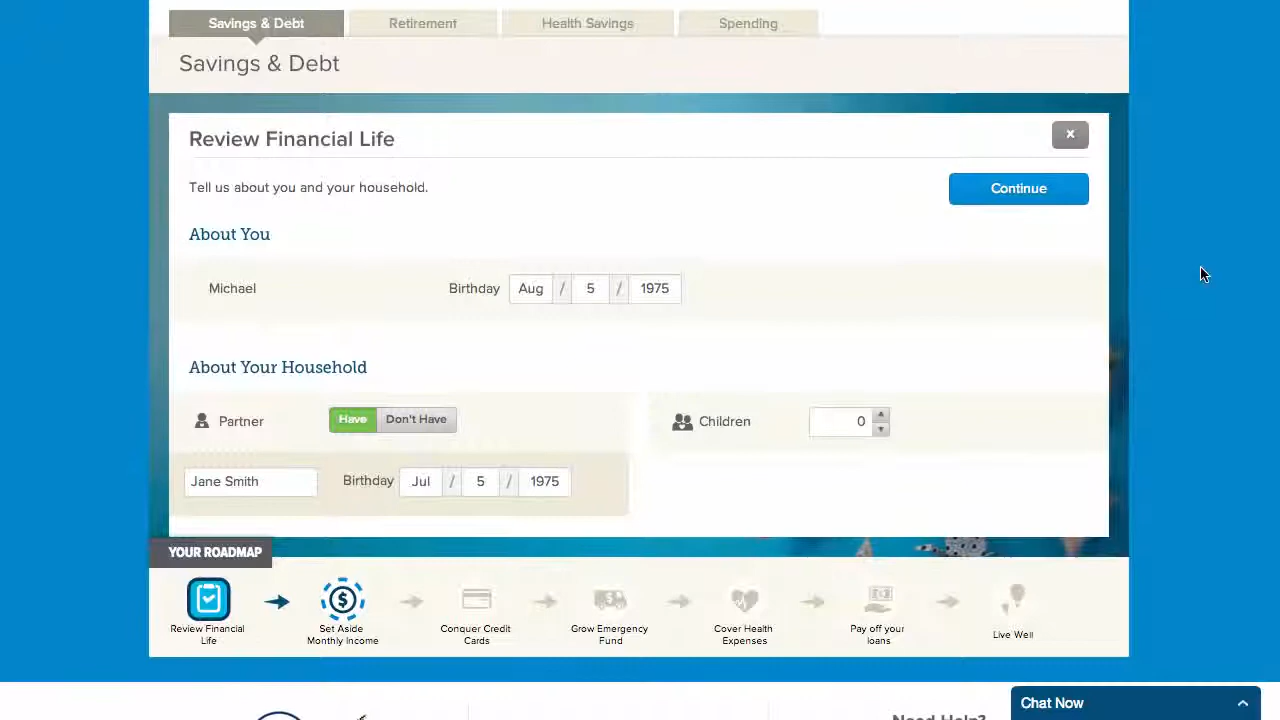 Savings & Debt
Retirement
Health Savings
Spending
Savings & Debt
Review Financial Life
x
Tell us about you and your household.
Continue
About You
Michael
Birthday
Aug / 5 / 1975
About Your Household
Partner
Have
Don't Have
Children
0
Jane Smith
Birthday
Jul / 5 / 1975
YOUR ROADMAP
Review Financial
Life
Set Aside
Monthly Income
Conquer Credit
Cards
Grow Emergency
Fund
Cover Health
Expenses
Pay off your
loans
Live Well
Need Help?
Chat Now